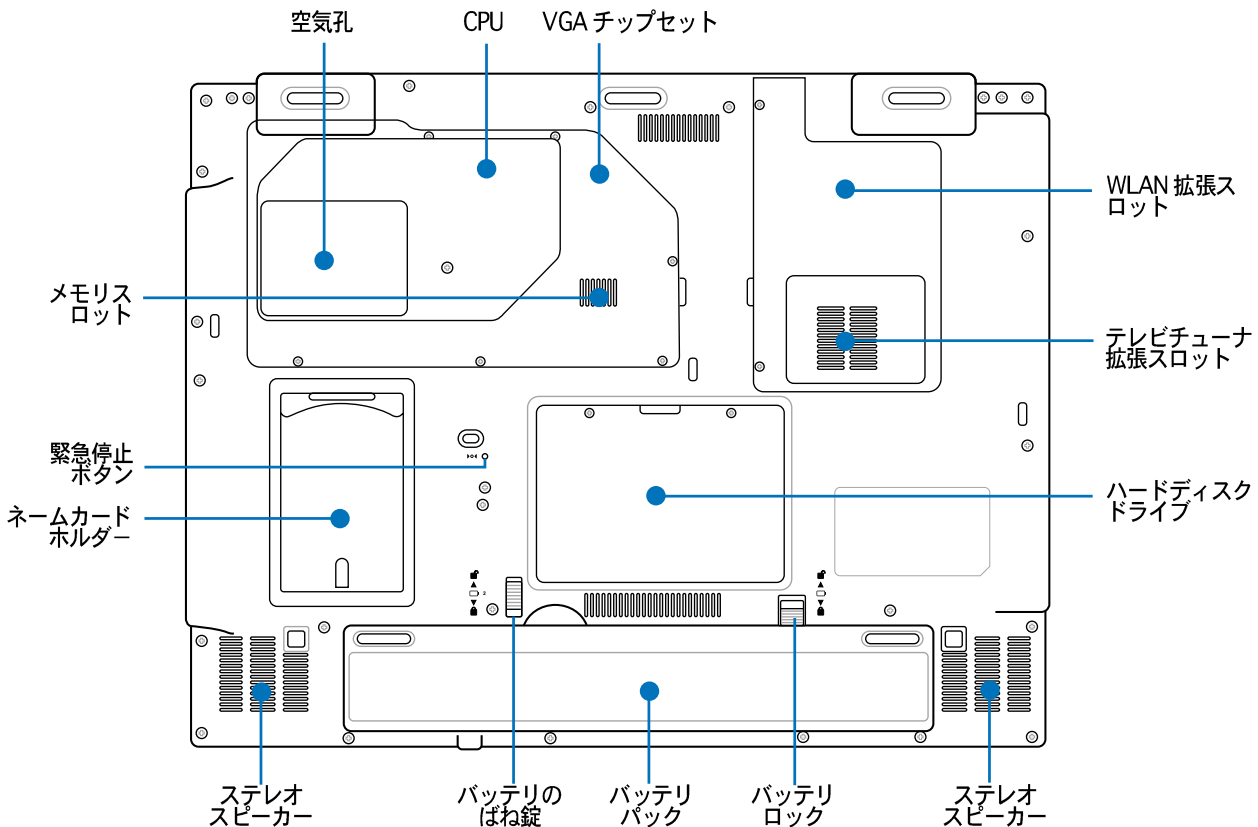 空気孔
CPU
VGA チップセット
WLAN 拡張ス
ロット
メモリス
ロット
テレビチューナ
拡張スロット
緊急停止
ボタン
ハードディスク
ドライブ
ネームカード
ホルダー
2
ステレオ
スピーカー
バッテリの
ばね錠
バッテリ
パック
バッテリ
ロック
ステレオ
スピーカー